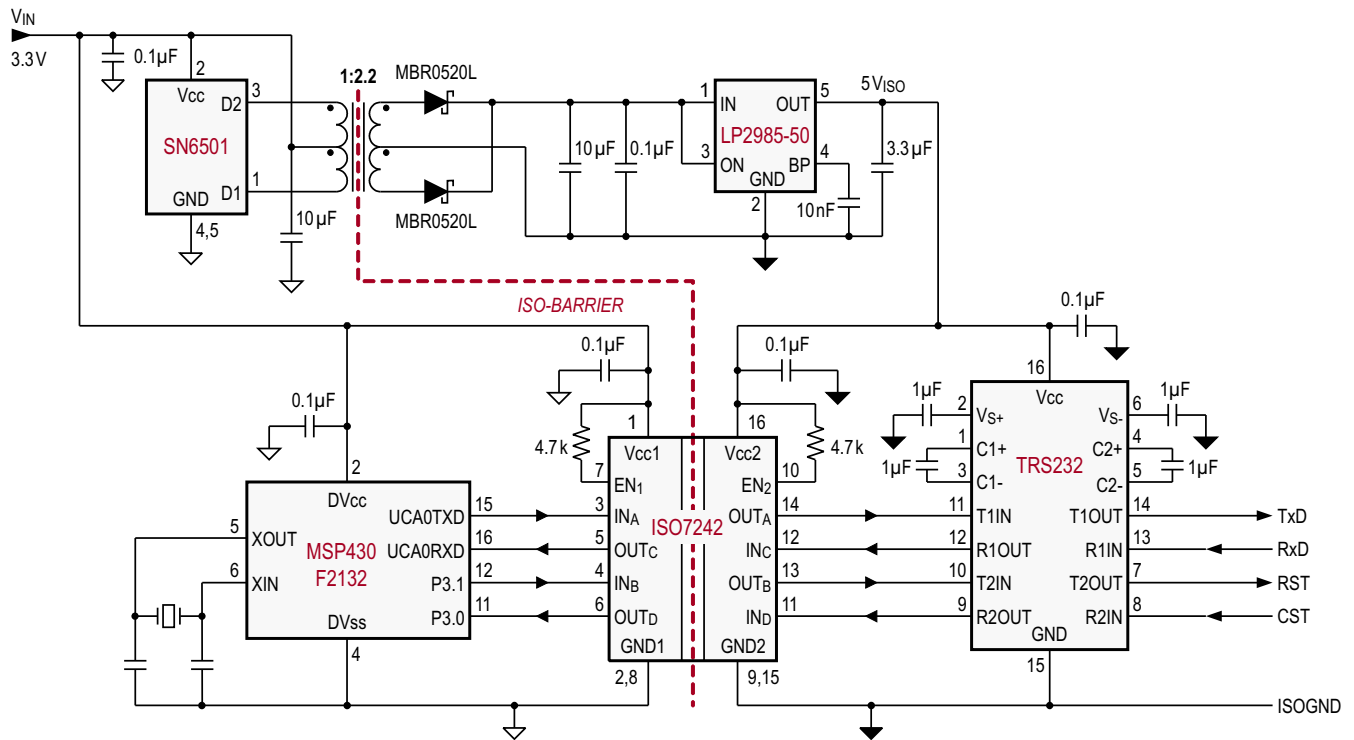 VIN
3.3V
0.1µF
2
Vcc
3
D2
SN6501
D1
1
GND
4,5
10µF
1:2.2
MBR0520L
MBR0520L
10µF
0.1µF
1
IN
OUT
5
LP2985-50
3
ON
BP
4
GND
2
10nF
5VISO
3.3µF
ISO-BARRIER
0.1µF
0.1µF
0.1µF
0.1µF
1
16
4.7k
4.7k
Vcc1
Vcc2
7
EN1
EN2
10
3
INA
OUTA
14
ISO7242
5
OUTC
INC
12
4
INB
OUTB
13
6
OUTD
IND
11
GND1
GND2
2,8
9,15
2
DVcc
5
XOUT
6
XIN
MSP430
F2132
UCA0TXD
15
UCA0RXD
16
P3.1
12
P3.0
11
DVss
4
16
Vcc
1µF
2
VS+
VS-
6
1µF
1
C1+
C2+
4
1µF
3
C1-
C2-
5
1µF
TRS232
11
T1IN
T1OUT
14
TxD
12
R1OUT
R1IN
13
RxD
10
T2IN
T2OUT
7
RST
9
R2OUT
R2IN
8
CST
GND
15
ISOGND